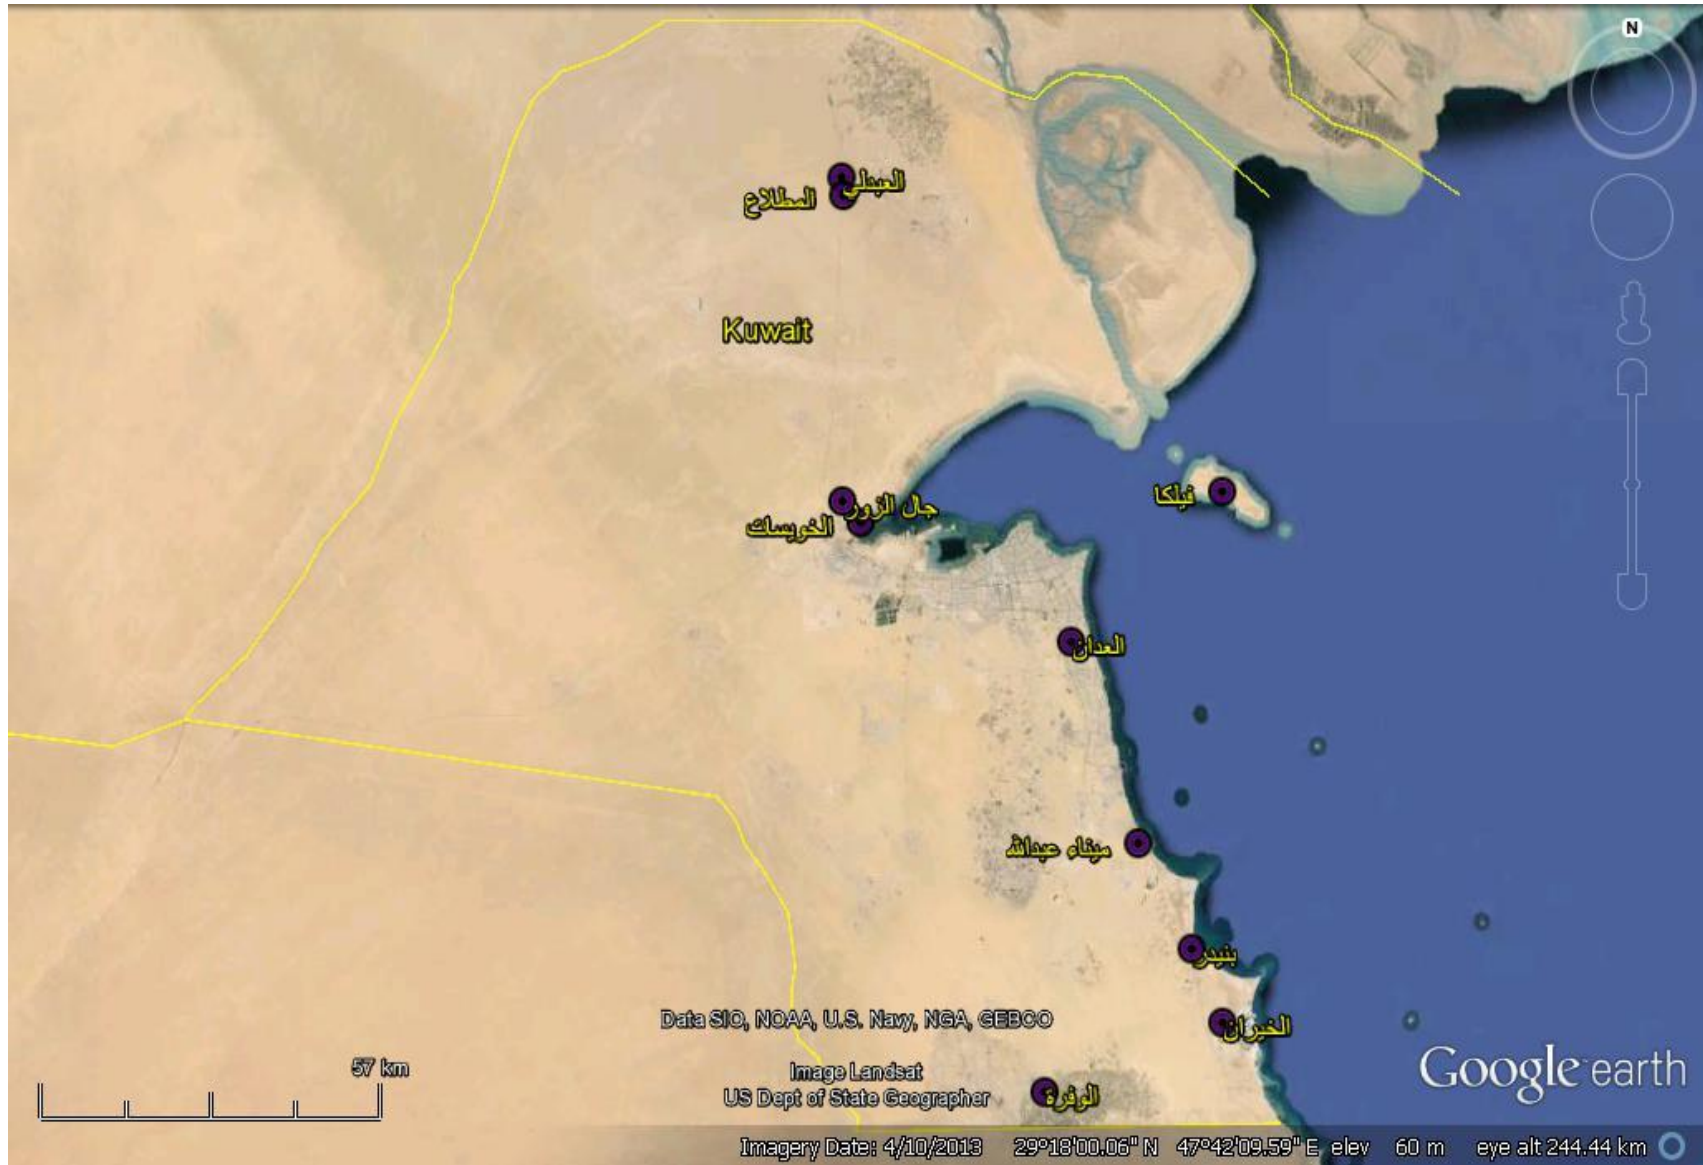 N
العبدلي
المطلاع
Kuwait
فيلكا
جال الزور
الخويسات
العدان
ميناء عبدالله
بنيدر
الخيران
Data SIO, NOAA, U.S. Navy, NGA, GEBCO
57 km
Image Landsat
US Dept of State Geographer
الوفرة
Google earth
Imagery Date: 4/10/2013 29°18'00.06" N 47°42'09.59" E elev 60 m eye alt 244.44 km